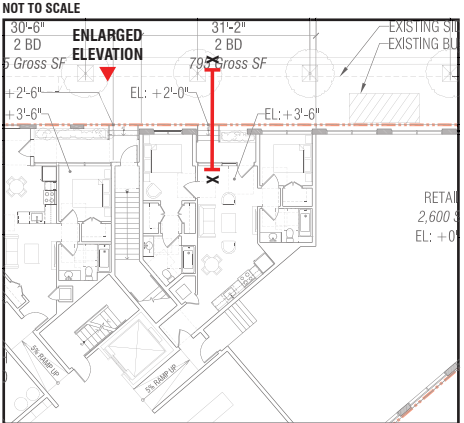 NOT TO SCALE
30'-6"
2 BD
5 Gross SF
ENLARGED
ELEVATION
31'-2"
2 BD
795 Gross SF
X
EXISTING SID
EXISTING BU
+2'-6"
EL: +2'-0"
+3'-6"
EL: +3'-6"
X
RETAIL
2,600 S
EL: +0'
5% RAMP UP
5% RAMP UP